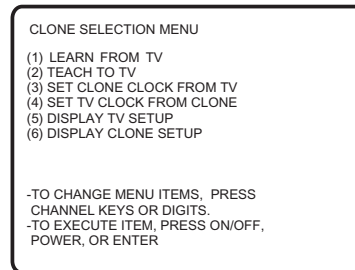 CLONE SELECTION MENU
(1) LEARN FROM TV
(2) TEACH TO TV
(3) SET CLONE CLOCK FROM TV
(4) SET TV CLOCK FROM CLONE
(5) DISPLAY TV SETUP
(6) DISPLAY CLONE SETUP
-TO CHANGE MENU ITEMS, PRESS
CHANNEL KEYS OR DIGITS.
-TO EXECUTE ITEM, PRESS ON/OFF,
POWER, OR ENTER